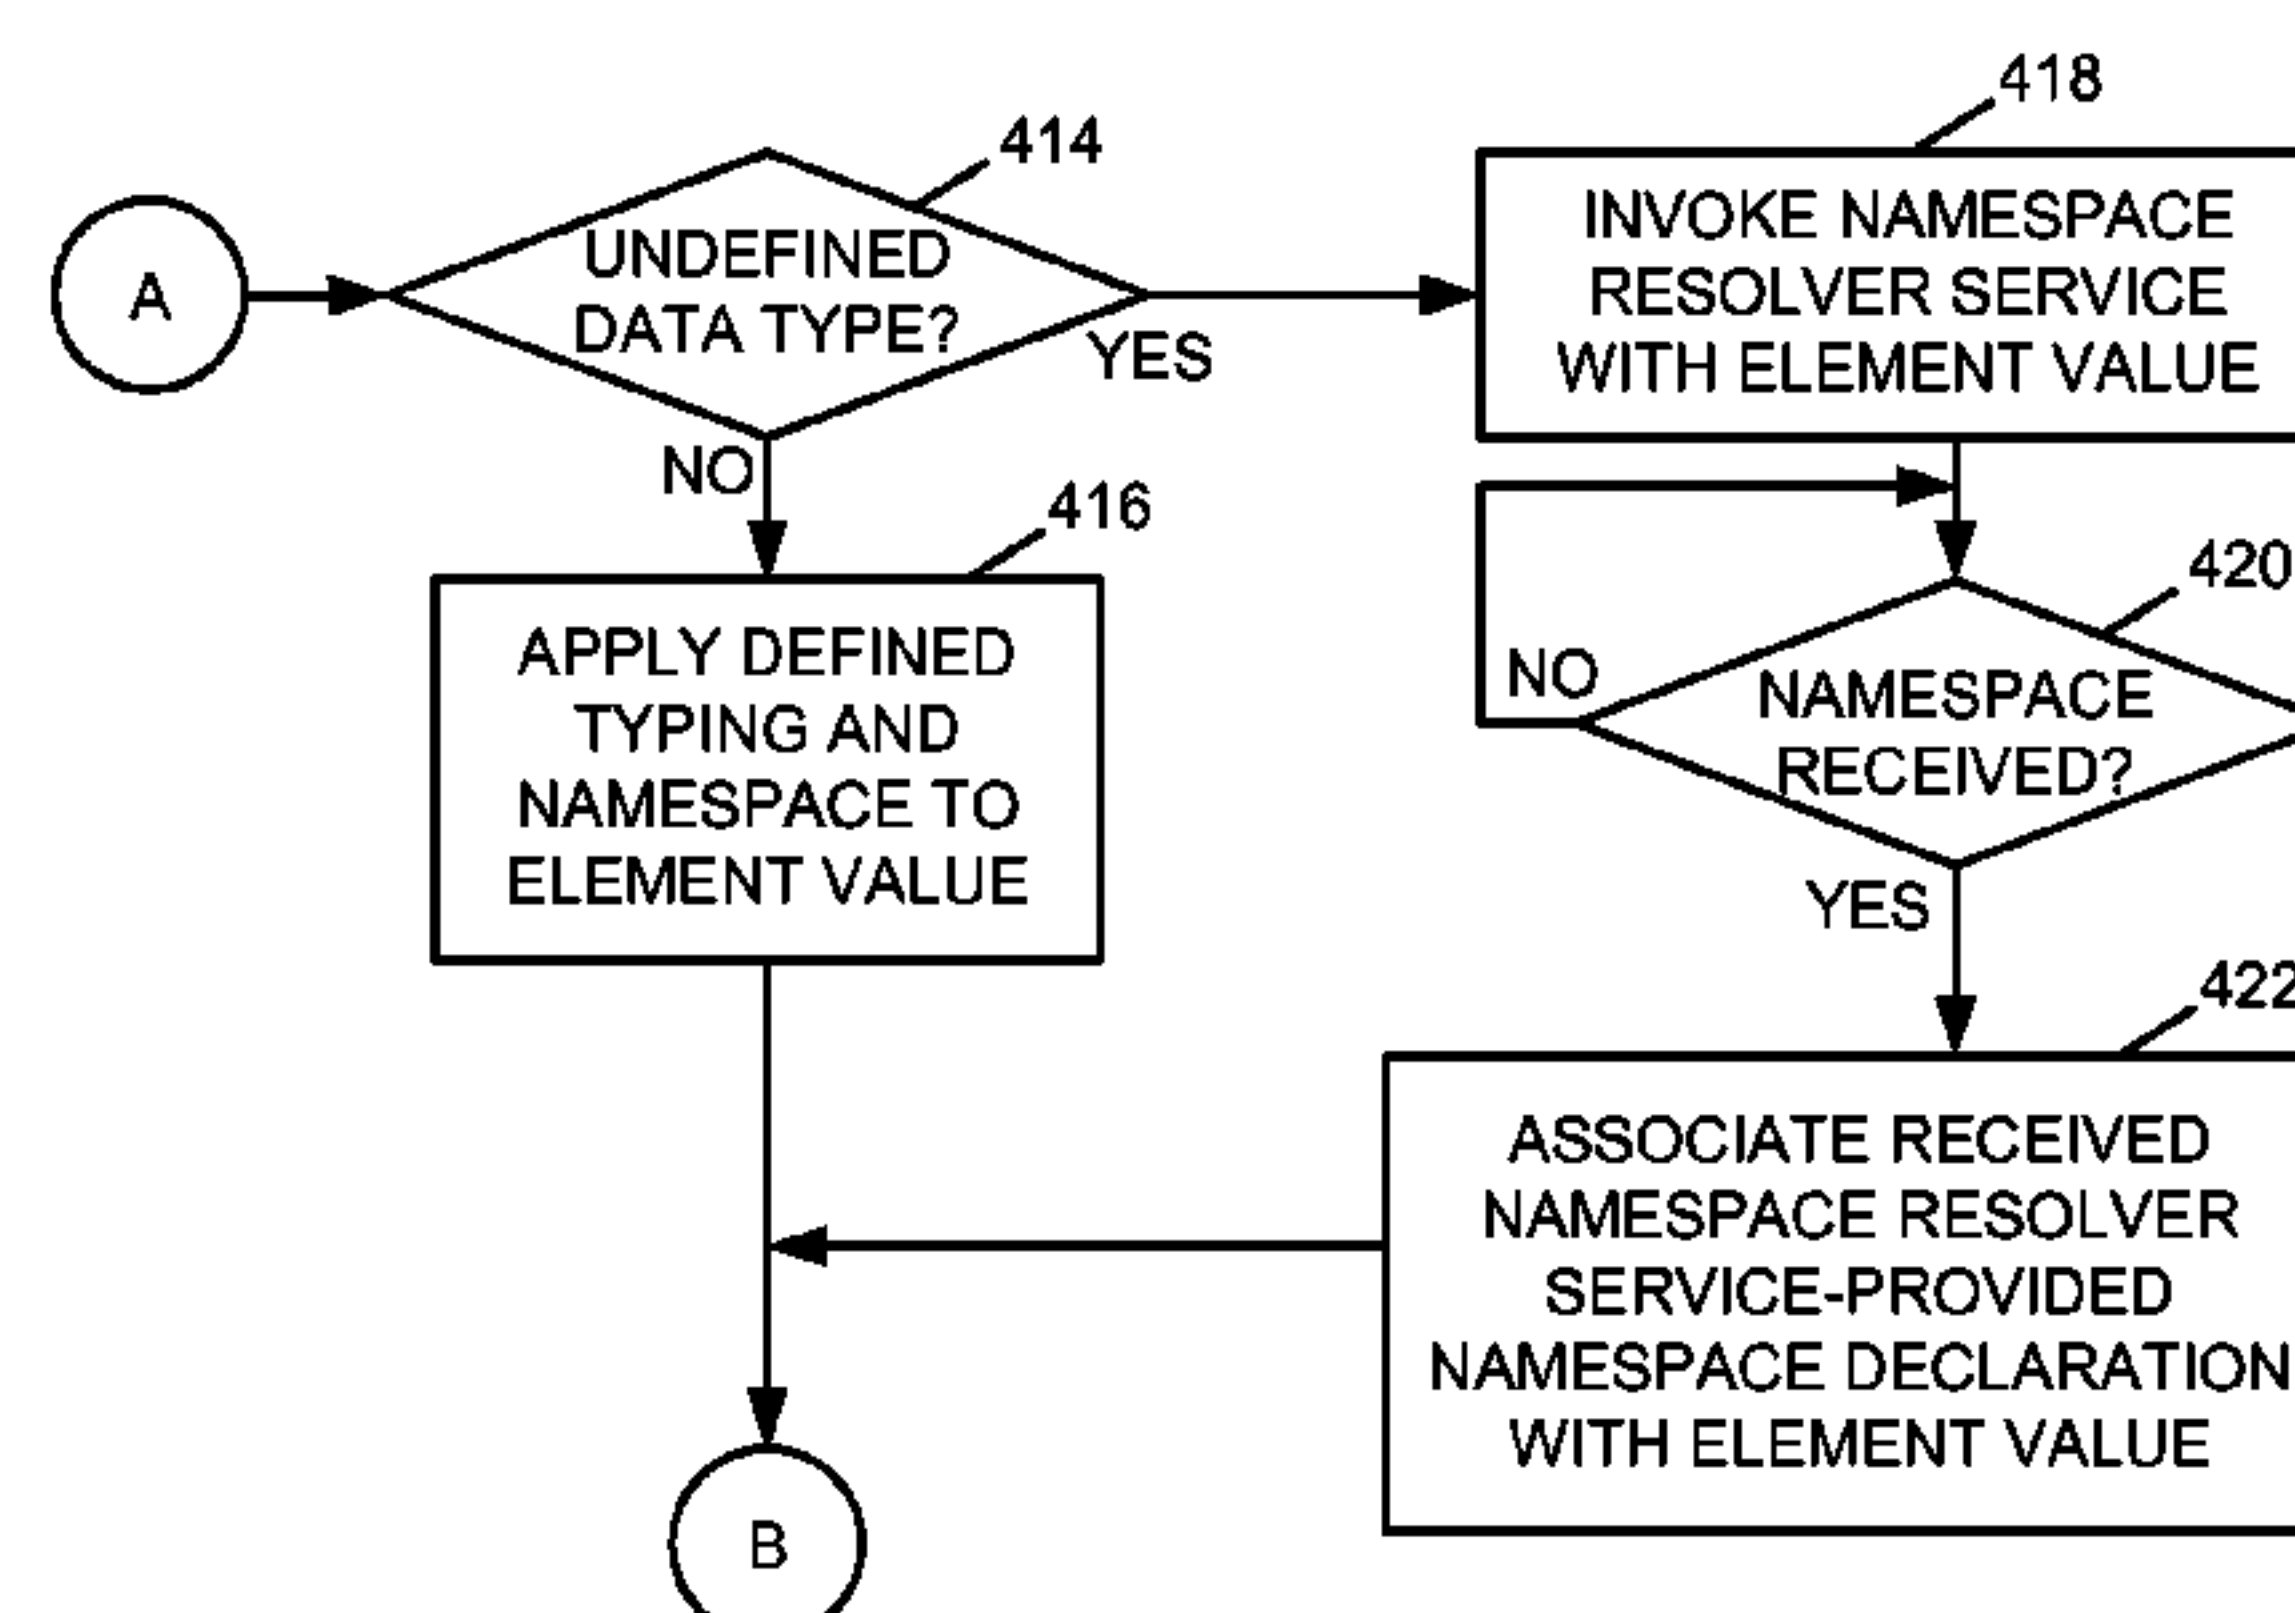 418
414
INVOKE NAMESPACE
RESOLVER SERVICE
WITH ELEMENT VALUE
A
UNDEFINED
DATA TYPE?
YES
NO
416
420
APPLY DEFINED
TYPING AND
NAMESPACE TO
ELEMENT VALUE
NO
NAMESPACE
RECEIVED?
YES
422
ASSOCIATE RECEIVED
NAMESPACE RESOLVER
SERVICE-PROVIDED
NAMESPACE DECLARATION
WITH ELEMENT VALUE
B